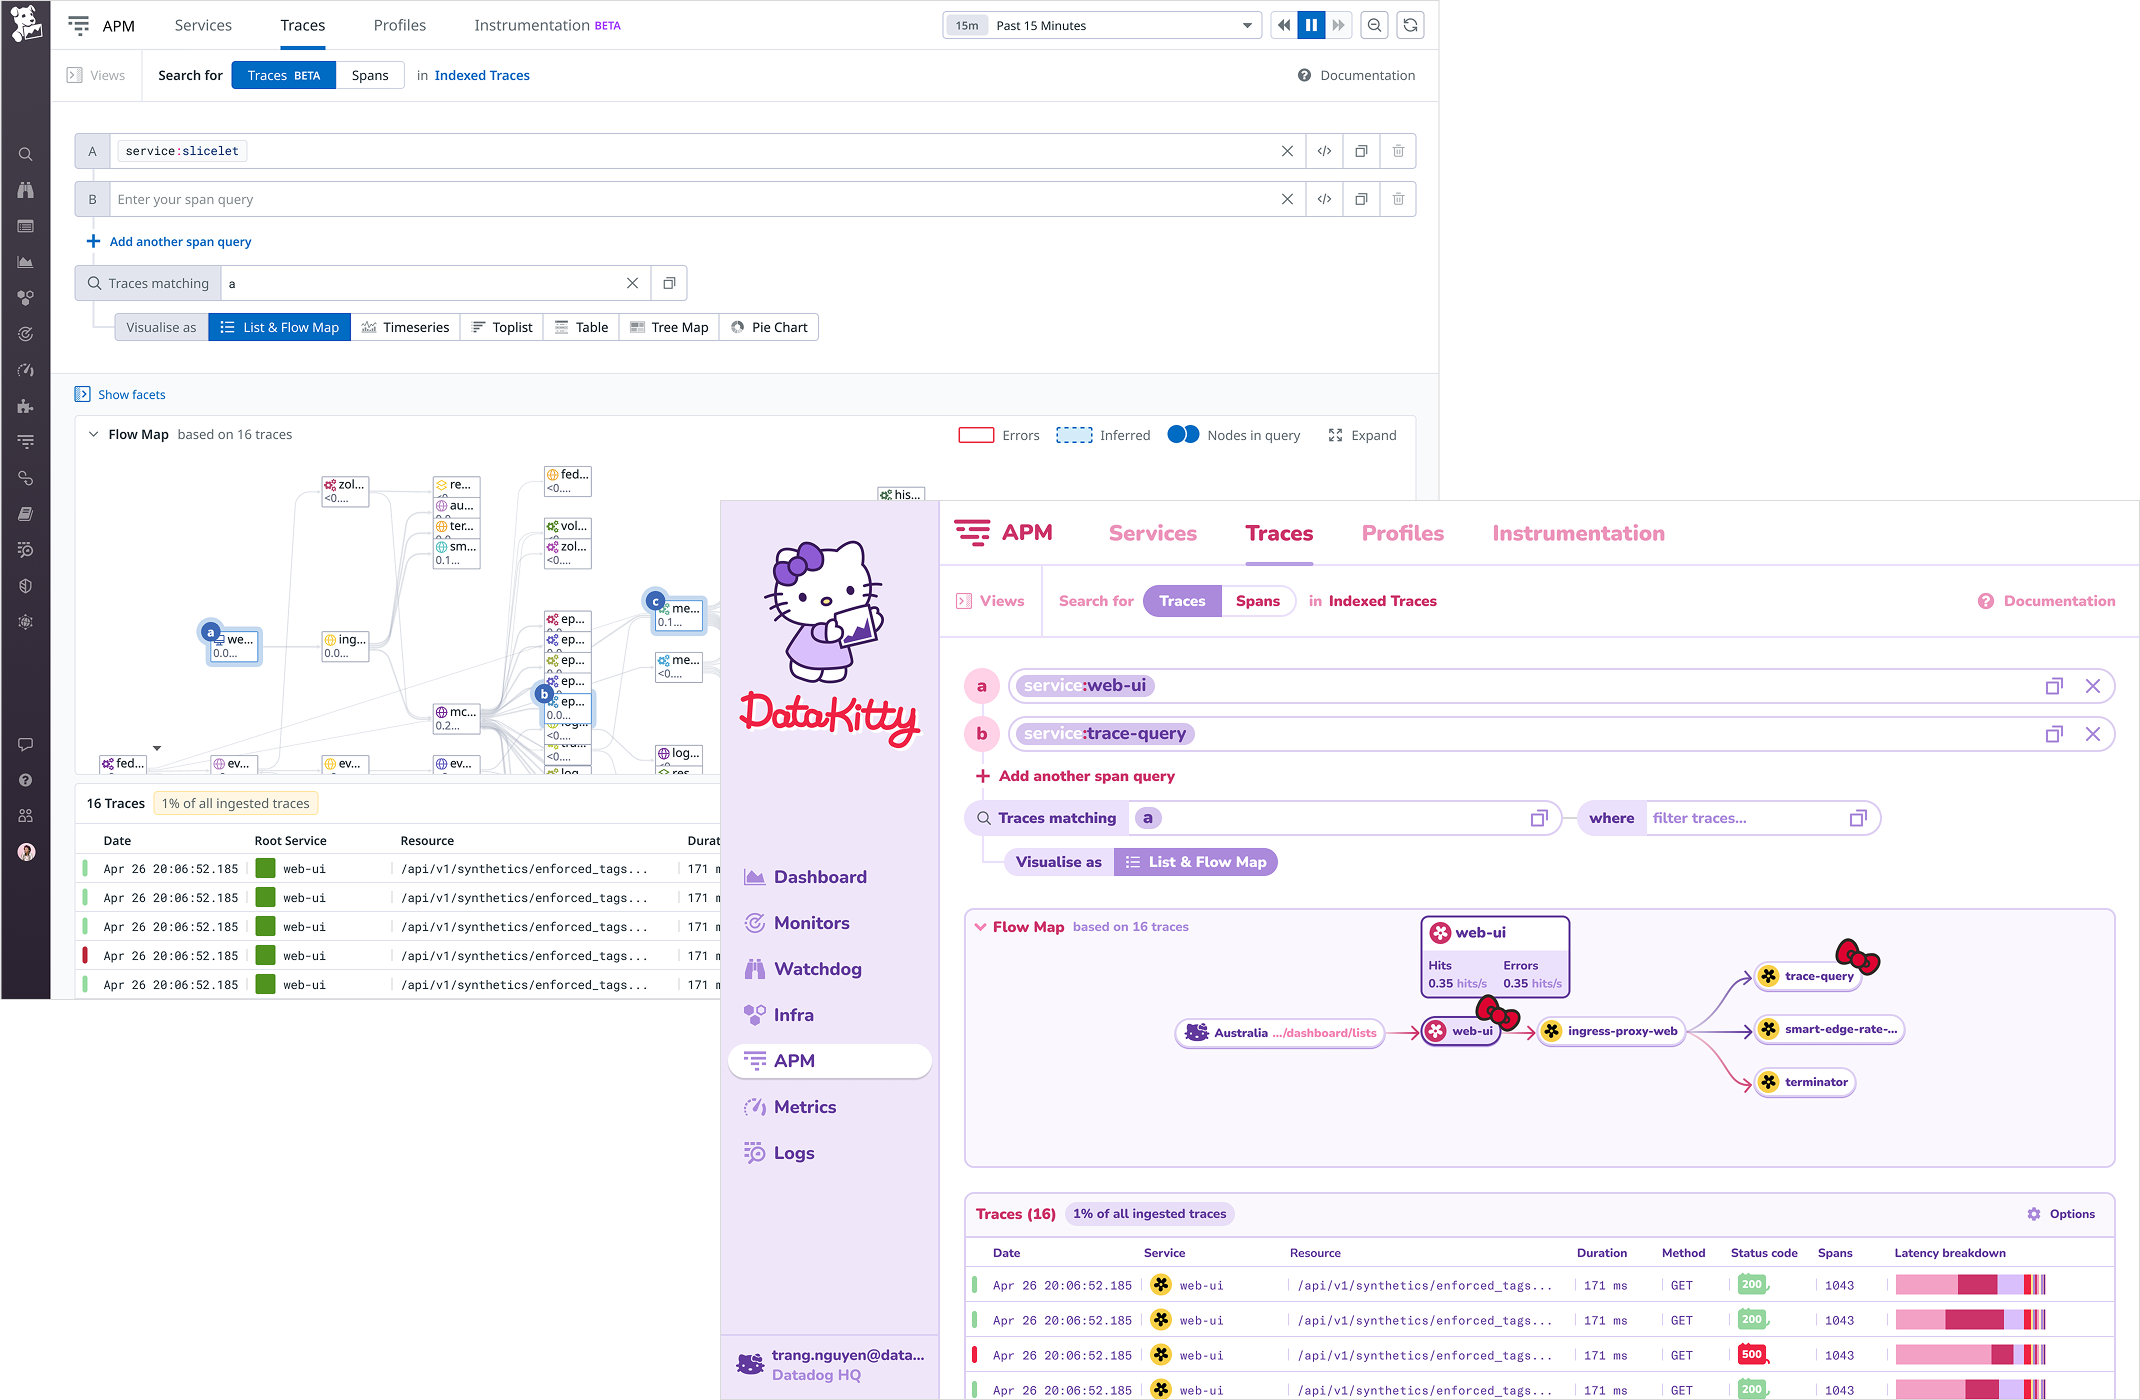 APM Services Traces Profiles Instrumentation BETA 15m Past 15 Minutes
Views Search for Traces BETA Spans in Indexed Traces Documentation
A service:slicelet
B Enter your span query
Add another span query
Traces matching a
Visualise as List & Flow Map Timeseries Toplist Table Tree Map Pie Chart
Show facets
Flow Map based on 16 traces Errors Inferred Nodes in query Expand
fed...
<0....
zol...
<0....
re...
au...
ter...
sm...
0.1...
vol...
zol...
<0....
his...
a
we...
0.0...
ing...
0.0...
ep...
ep...
ep...
ep...
b
ep...
0.0...
<0....
log...
c
me...
0.1...
me...
<0....
mc...
0.2...
log...
res...
fed...
ev...
ev...
ev...
16 Traces 1% of all ingested traces
Date Root Service Resource Durat
Apr 26 20:06:52.185 web-ui /api/v1/synthetics/enforced_tags... 171 m
Apr 26 20:06:52.185 web-ui /api/v1/synthetics/enforced_tags... 171 m
Apr 26 20:06:52.185 web-ui /api/v1/synthetics/enforced_tags... 171 m
Apr 26 20:06:52.185 web-ui /api/v1/synthetics/enforced_tags... 171 m
Apr 26 20:06:52.185 web-ui /api/v1/synthetics/enforced_tags... 171 m
DataKitty
Dashboard
Monitors
Watchdog
Infra
APM
Metrics
Logs
trang.nguyen@data...
Datadog HQ
APM Services Traces Profiles Instrumentation
Views Search for Traces Spans in Indexed Traces Documentation
a service:web-ui
b service:trace-query
Add another span query
Traces matching a where filter traces...
Visualise as List & Flow Map
Flow Map based on 16 traces
web-ui
Hits Errors
0.35 hits/s 0.35 hits/s
Australia .../dashboard/lists
web-ui
ingress-proxy-web
trace-query
smart-edge-rate-...
terminator
Traces (16) 1% of all ingested traces Options
Date Service Resource Duration Method Status code Spans Latency breakdown
Apr 26 20:06:52.185 web-ui /api/v1/synthetics/enforced_tags... 171 ms GET 200 1043
Apr 26 20:06:52.185 web-ui /api/v1/synthetics/enforced_tags... 171 ms GET 200 1043
Apr 26 20:06:52.185 web-ui /api/v1/synthetics/enforced_tags... 171 ms GET 500 1043
Apr 26 20:06:52.185 web-ui /api/v1/synthetics/enforced_tags... 171 ms GET 200 1043